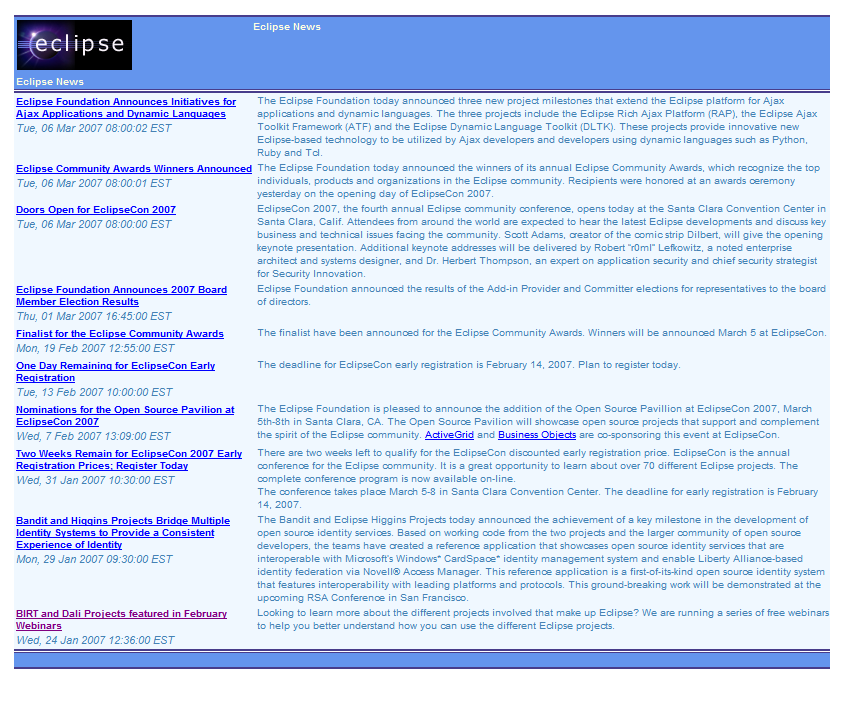 Eclipse News
eclipse
Eclipse News
Eclipse Foundation Announces Initiatives for
Ajax Applications and Dynamic Languages
Tue, 06 Mar 2007 08:00:02 EST
The Eclipse Foundation today announced three new project milestones that extend the Eclipse platform for Ajax
applications and dynamic languages. The three projects include the Eclipse Rich Ajax Platform (RAP), the Eclipse Ajax
Toolkit Framework (ATF) and the Eclipse Dynamic Language Toolkit (DLTK). These projects provide innovative new
Eclipse-based technology to be utilized by Ajax developers and developers using dynamic languages such as Python,
Ruby and Tcl.
Eclipse Community Awards Winners Announced
Tue, 06 Mar 2007 08:00:01 EST
The Eclipse Foundation today announced the winners of its annual Eclipse Community Awards, which recognize the top
individuals, products and organizations in the Eclipse community. Recipients were honored at an awards ceremony
yesterday on the opening day of EclipseCon 2007.
Doors Open for EclipseCon 2007
Tue, 06 Mar 2007 08:00:00 EST
EclipseCon 2007, the fourth annual Eclipse community conference, opens today at the Santa Clara Convention Center in
Santa Clara, Calif. Attendees from around the world are expected to hear the latest Eclipse developments and discuss key
business and technical issues facing the community. Scott Adams, creator of the comic strip Dilbert, will give the opening
keynote presentation. Additional keynote addresses will be delivered by Robert "r0ml" Lefkowitz, a noted enterprise
architect and systems designer, and Dr. Herbert Thompson, an expert on application security and chief security strategist
for Security Innovation.
Eclipse Foundation Announces 2007 Board
Member Election Results
Thu, 01 Mar 2007 16:45:00 EST
Eclipse Foundation announced the results of the Add-in Provider and Committer elections for representatives to the board
of directors.
Finalist for the Eclipse Community Awards
Mon, 19 Feb 2007 12:55:00 EST
The finalist have been announced for the Eclipse Community Awards. Winners will be announced March 5 at EclipseCon.
One Day Remaining for EclipseCon Early
Registration
Tue, 13 Feb 2007 10:00:00 EST
The deadline for EclipseCon early registration is February 14, 2007. Plan to register today.
Nominations for the Open Source Pavilion at
EclipseCon 2007
Wed, 7 Feb 2007 13:09:00 EST
The Eclipse Foundation is pleased to announce the addition of the Open Source Pavillion at EclipseCon 2007, March
5th-8th in Santa Clara, CA. The Open Source Pavilion will showcase open source projects that support and complement
the spirit of the Eclipse community. ActiveGrid and Business Objects are co-sponsoring this event at EclipseCon.
Two Weeks Remain for EclipseCon 2007 Early
Registration Prices; Register Today
Wed, 31 Jan 2007 10:30:00 EST
There are two weeks left to qualify for the EclipseCon discounted early registration price. EclipseCon is the annual
conference for the Eclipse community. It is a great opportunity to learn about over 70 different Eclipse projects. The
complete conference program is now available on-line.
The conference takes place March 5-8 in Santa Clara Convention Center. The deadline for early registration is February
14, 2007.
Bandit and Higgins Projects Bridge Multiple
Identity Systems to Provide a Consistent
Experience of Identity
Mon, 29 Jan 2007 09:30:00 EST
The Bandit and Eclipse Higgins Projects today announced the achievement of a key milestone in the development of
open source identity services. Based on working code from the two projects and the larger community of open source
developers, the teams have created a reference application that showcases open source identity services that are
interoperable with Microsoft's Windows* CardSpace* identity management system and enable Liberty Alliance-based
identity federation via Novell® Access Manager. This reference application is a first-of-its-kind open source identity system
that features interoperability with leading platforms and protocols. This ground-breaking work will be demonstrated at the
upcoming RSA Conference in San Francisco.
BIRT and Dali Projects featured in February
Webinars
Wed, 24 Jan 2007 12:36:00 EST
Looking to learn more about the different projects involved that make up Eclipse? We are running a series of free webinars
to help you better understand how you can use the different Eclipse projects.